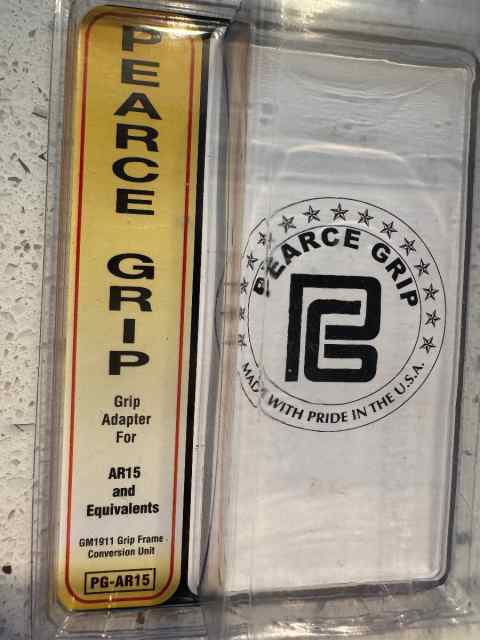 PEARCE GRIP
Grip
Adapter
For
AR15
and
Equivalents
GM1911 Grip Frame
Conversion Unit
PG-AR15
PEARCE GRIP
PG
MADE WITH PRIDE IN THE U.S.A.